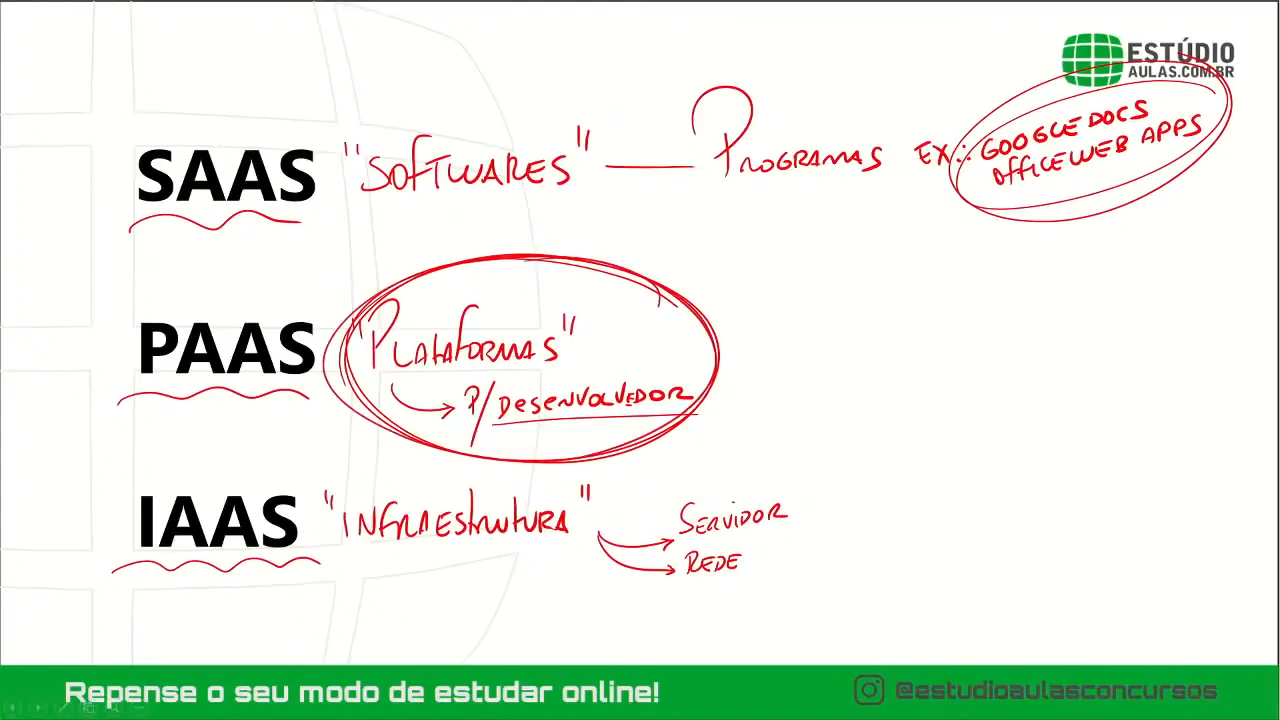 ESTÚDIO
AULAS.COM.BR
SAAS "SOFTWARES" — PROGRAMAS EX.: GOOGLE DOCS
OFFICE WEB APPS
PAAS "PLATAFORMAS"
P/ DESENVOLVEDOR
IAAS "INFRAESTRUTURA" SERVIDOR
REDE
Repense o seu modo de estudar online! @estudioaulasconcursos